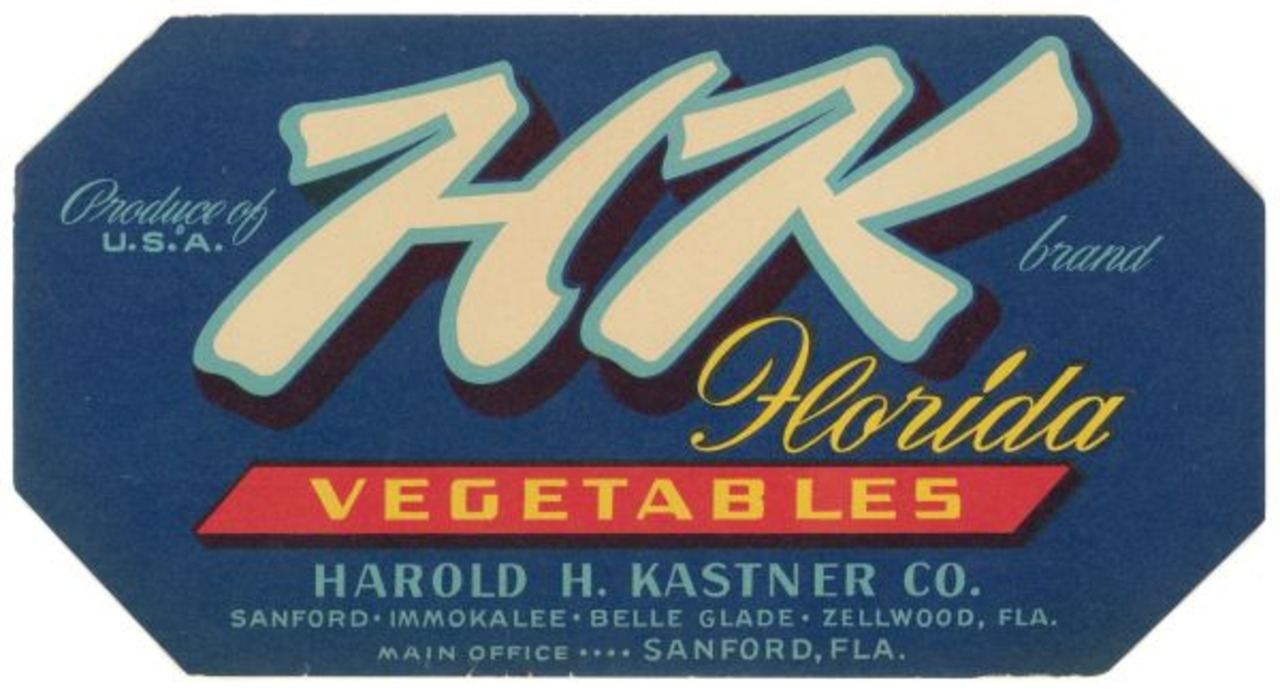 HK
Produce of
U.S.A.
brand
Florida
VEGETABLES
HAROLD H. KASTNER CO.
SANFORD • IMMOKALEE • BELLE GLADE • ZELLWOOD, FLA.
MAIN OFFICE •••• SANFORD, FLA.